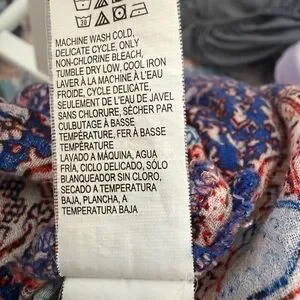 MACHINE WASH COLD,
DELICATE CYCLE, ONLY
NON-CHLORINE BLEACH,
TUMBLE DRY LOW, COOL IRON
LAVER À LA MACHINE À L'EAU
FROIDE, CYCLE DELICATE,
SEULEMENT DE L'EAU DE JAVEL
SANS CHLORURE, SÉCHER PAR
CULBUTAGE À BASSE
TEMPÉRATURE, FER À BASSE
TEMPÉRATURE
LAVADO A MÁQUINA, AGUA
FRÍA, CICLO DELICADO, SÓLO
BLANQUEADOR SIN CLORO,
SECADO A TEMPERATURA
BAJA, PLANCHA, A
TEMPERATURA BAJA